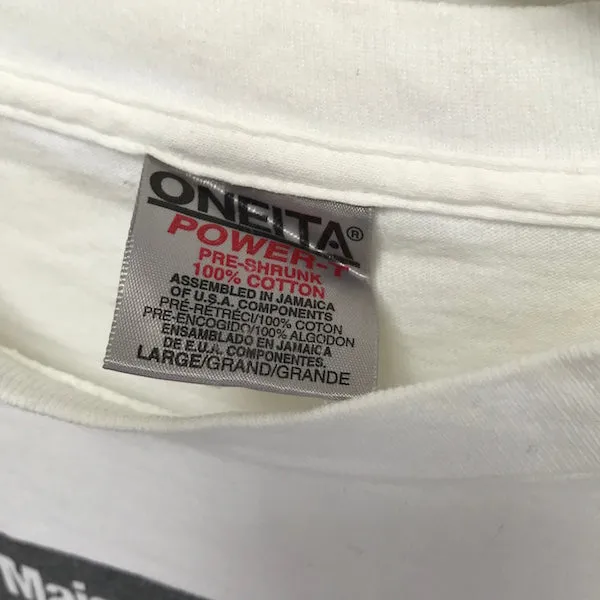 ONEITA®
POWER-T
PRE-SHRUNK
100% COTTON
ASSEMBLED IN JAMAICA
OF U.S.A. COMPONENTS
PRÉ-RÉTRÉCI/100% COTON
PRE-ENCOGIDO/100% ALGODON
ENSAMBLADO EN JAMAICA
DE E.U.A. COMPONENTES.
LARGE/GRAND/GRANDE